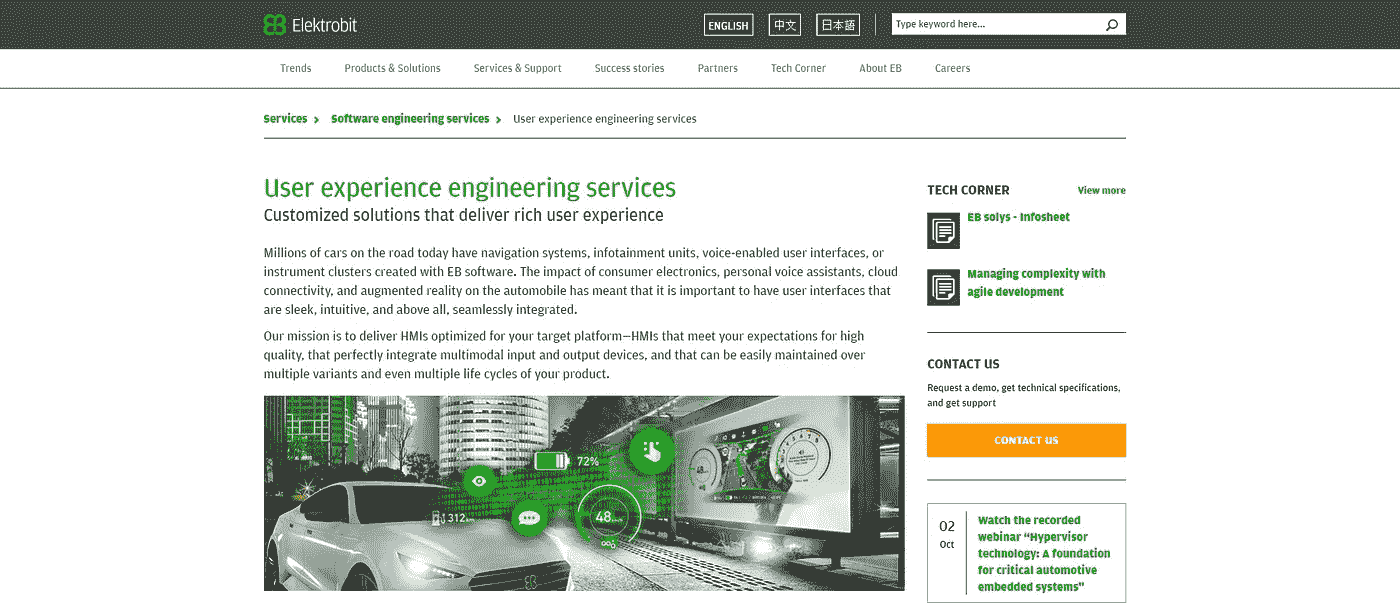 Elektrobit
ENGLISH
中文
日本語
Type keyword here...
Trends
Products & Solutions
Services & Support
Success stories
Partners
Tech Corner
About EB
Careers
Services
Software engineering services
User experience engineering services
User experience engineering services
Customized solutions that deliver rich user experience
Millions of cars on the road today have navigation systems, infotainment units, voice-enabled user interfaces, or
instrument clusters created with EB software. The impact of consumer electronics, personal voice assistants, cloud
connectivity, and augmented reality on the automobile has meant that it is important to have user interfaces that
are sleek, intuitive, and above all, seamlessly integrated.
Our mission is to deliver HMIs optimized for your target platform—HMIs that meet your expectations for high
quality, that perfectly integrate multimodal input and output devices, and that can be easily maintained over
multiple variants and even multiple life cycles of your product.
72%
312
48
48
TECH CORNER
View more
EB solys - Infosheet
Managing complexity with
agile development
CONTACT US
Request a demo, get technical specifications,
and get support
CONTACT US
02
Oct
Watch the recorded
webinar “Hypervisor
technology: A foundation
for critical automotive
embedded systems”